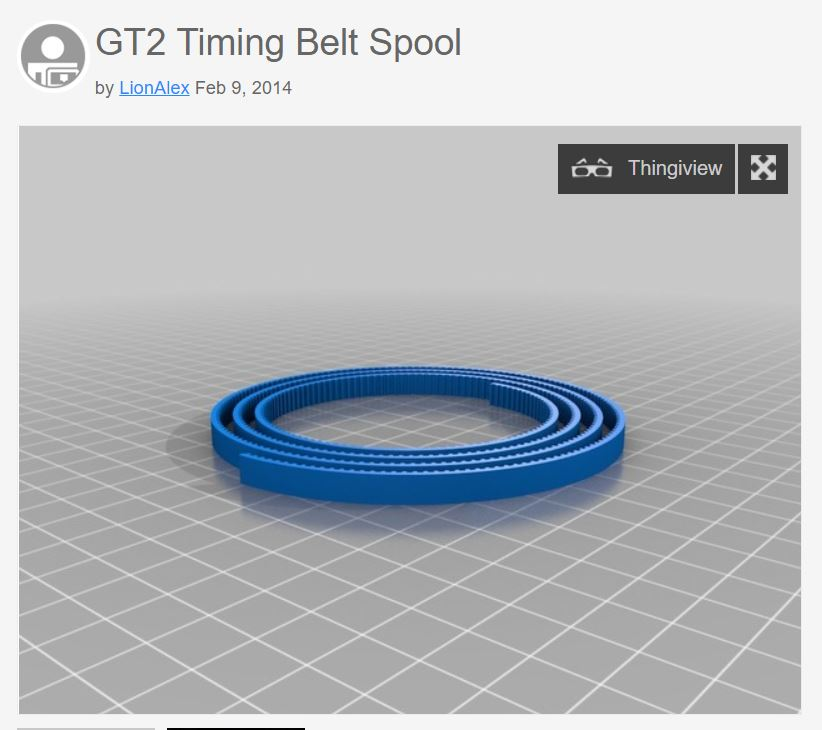 GT2 Timing Belt Spool
by LionAlex Feb 9, 2014
Thingiview